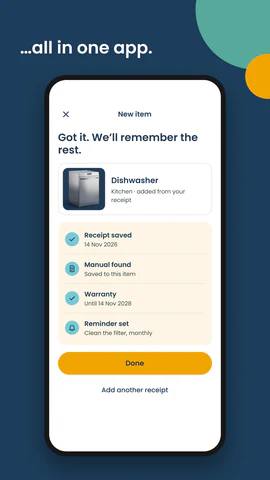 …all in one app.
New item
Got it. We’ll remember the
rest.
Dishwasher
Kitchen · added from your
receipt
Receipt saved
14 Nov 2026
Manual found
Saved to this item
Warranty
Until 14 Nov 2028
Reminder set
Clean the filter, monthly
Done
Add another receipt